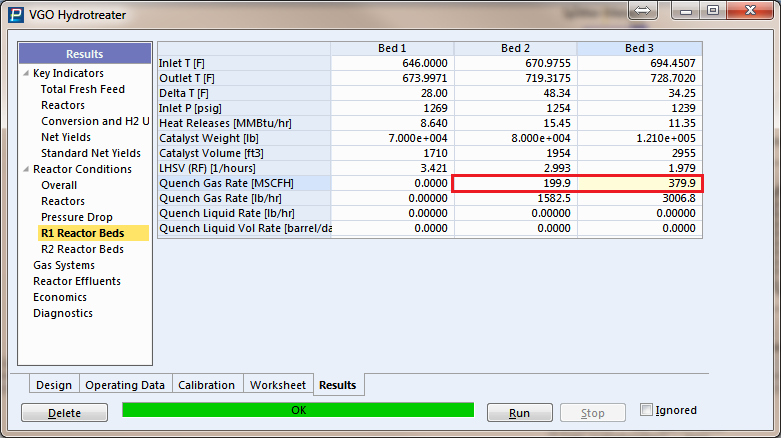 VGO Hydrotreater
Results
Key Indicators
Total Fresh Feed
Reactors
Conversion and H2 U
Net Yields
Standard Net Yields
Reactor Conditions
Overall
Reactors
Pressure Drop
R1 Reactor Beds
R2 Reactor Beds
Gas Systems
Reactor Effluents
Economics
Diagnostics
Bed 1 Bed 2 Bed 3
Inlet T [F] 646.0000 670.9755 694.4507
Outlet T [F] 673.9971 719.3175 728.7020
Delta T [F] 28.00 48.34 34.25
Inlet P [psig] 1269 1254 1239
Heat Releases [MMBtu/hr] 8.640 15.45 11.35
Catalyst Weight [lb] 7.000e+004 8.000e+004 1.210e+005
Catalyst Volume [ft3] 1710 1954 2955
LHSV (RF) [1/hours] 3.421 2.993 1.979
Quench Gas Rate [MSCFH] 0.0000 199.9 379.9
Quench Gas Rate [lb/hr] 0.00000 1582.5 3006.8
Quench Liquid Rate [lb/hr] 0.00000 0.00000 0.00000
Quench Liquid Vol Rate [barrel/da 0.0000 0.0000 0.0000
Design Operating Data Calibration Worksheet Results
Delete OK Run Stop Ignored